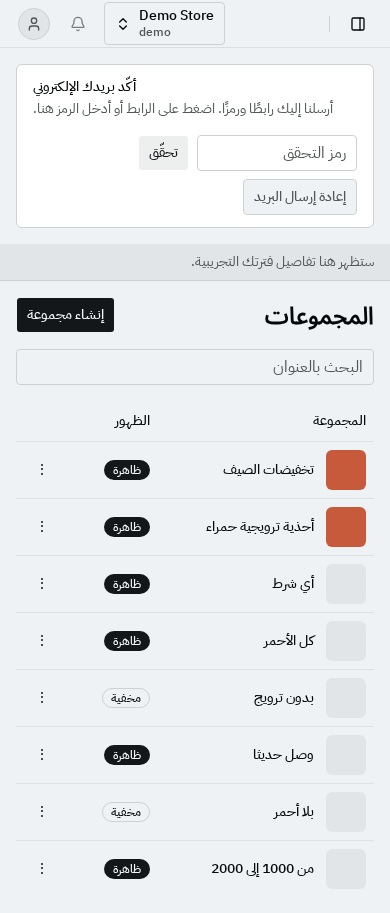 Demo Store
demo
أكّد بريدك الإلكتروني
أرسلنا إليك رابطًا ورمزًا. اضغط على الرابط أو أدخل الرمز هنا.
رمز التحقق
تحقّق
إعادة إرسال البريد
ستظهر هنا تفاصيل فترتك التجريبية.
المجموعات
إنشاء مجموعة
البحث بالعنوان
المجموعة الظهور
تخفيضات الصيف ظاهرة
أحذية ترويجية حمراء ظاهرة
أي شرط ظاهرة
كل الأحمر ظاهرة
بدون ترويج مخفية
وصل حديثا ظاهرة
بلا أحمر مخفية
من 1000 إلى 2000 ظاهرة